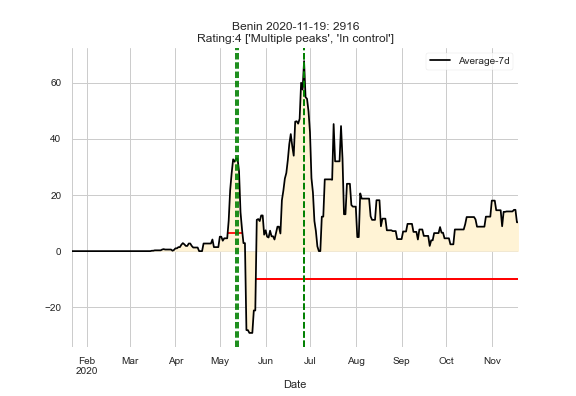 Benin 2020-11-19: 2916
Rating:4 ['Multiple peaks', 'In control']
Average-7d
60
40
20
0
−20
Feb Mar Apr May Jun Jul Aug Sep Oct Nov
2020
Date